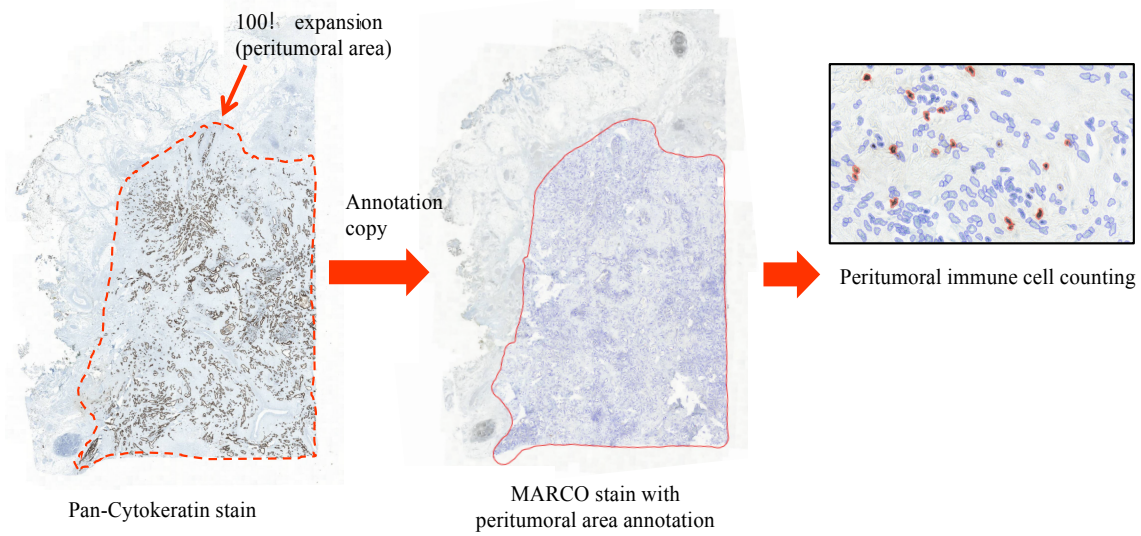 100! expansion
(peritumoral area)
Annotation
copy
Peritumoral immune cell counting
Pan-Cytokeratin stain
MARCO stain with
peritumoral area annotation